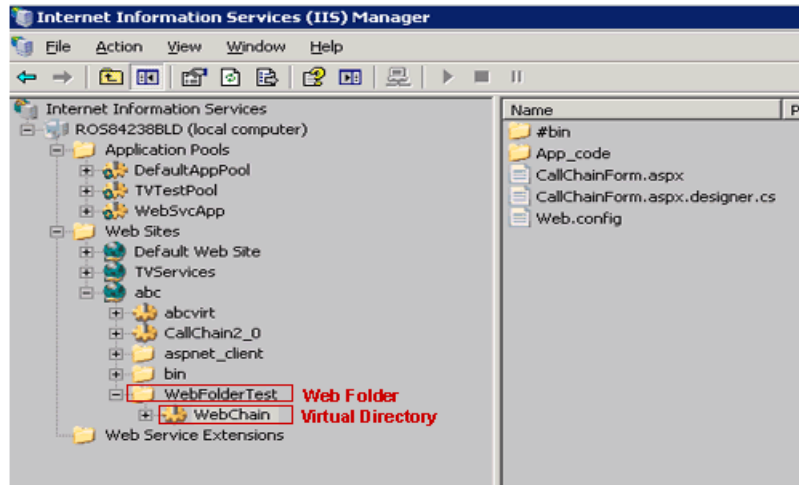 Internet Information Services (IIS) Manager
File Action View Window Help
Internet Information Services
ROS84238BLD (local computer)
Application Pools
DefaultAppPool
TVTestPool
WebSvcApp
Web Sites
Default Web Site
TVServices
abc
abcvirt
CallChain2_0
aspnet_client
bin
WebFolderTest Web Folder
WebChain Virtual Directory
Web Service Extensions
Name P
#bin
App_code
CallChainForm.aspx
CallChainForm.aspx.designer.cs
Web.config